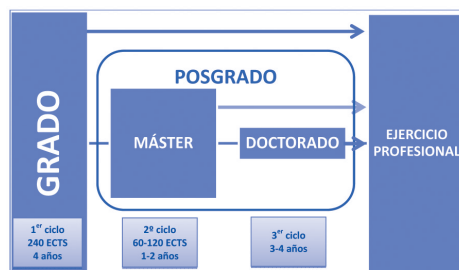 GRADO
POSGRADO
MÁSTER
DOCTORADO
EJERCICIO
PROFESIONAL
1er ciclo
240 ECTS
4 años
2º ciclo
60-120 ECTS
1-2 años
3er ciclo
3-4 años